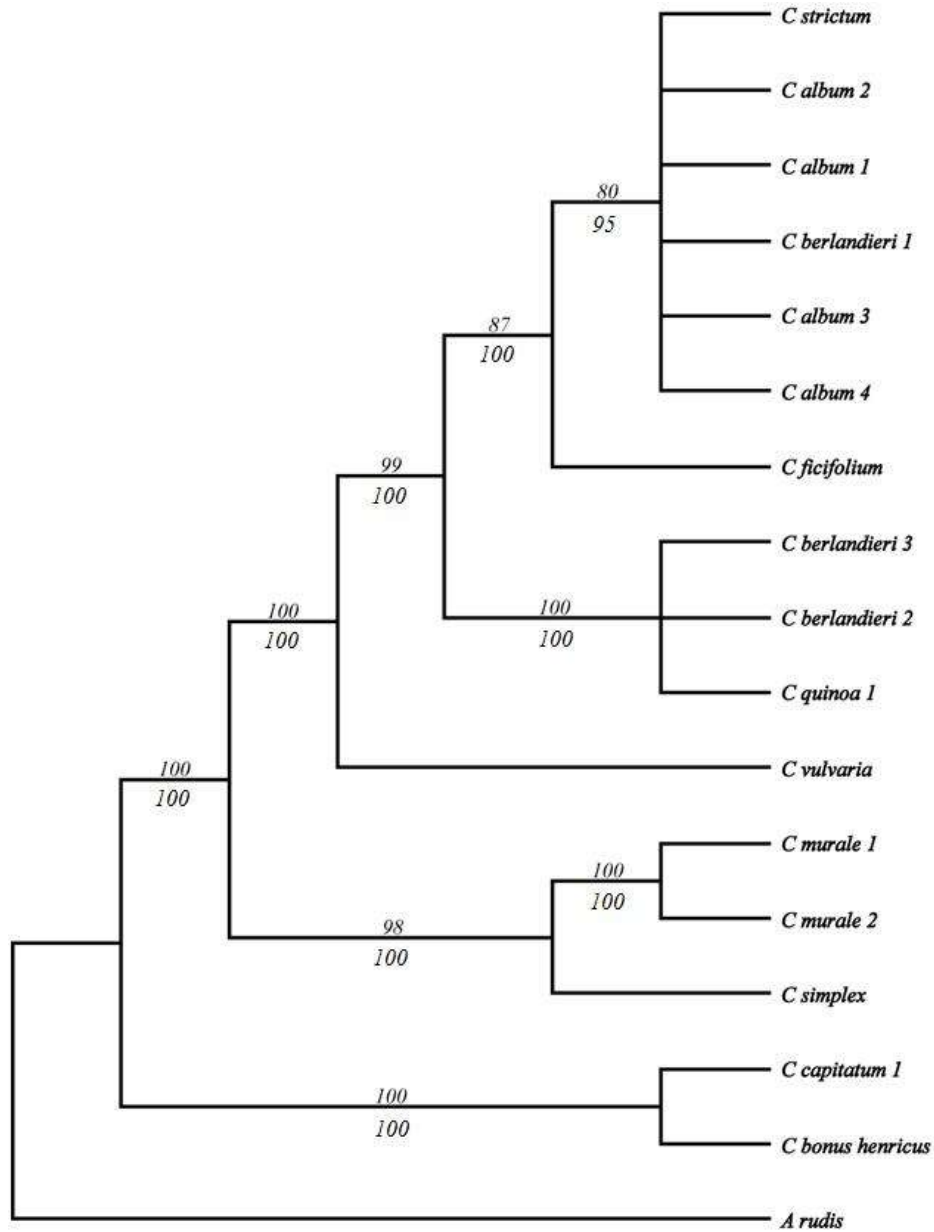 C strictum
C album 2
C album 1
80
95
C berlandieri 1
C album 3
87
100
C album 4
C ficifolium
99
100
C berlandieri 3
100
100
C berlandieri 2
100
100
C quinoa 1
C vulvaria
100
100
C murale 1
100
100
C murale 2
98
100
C simplex
C capitatum 1
100
100
C bonus henricus
A rudis